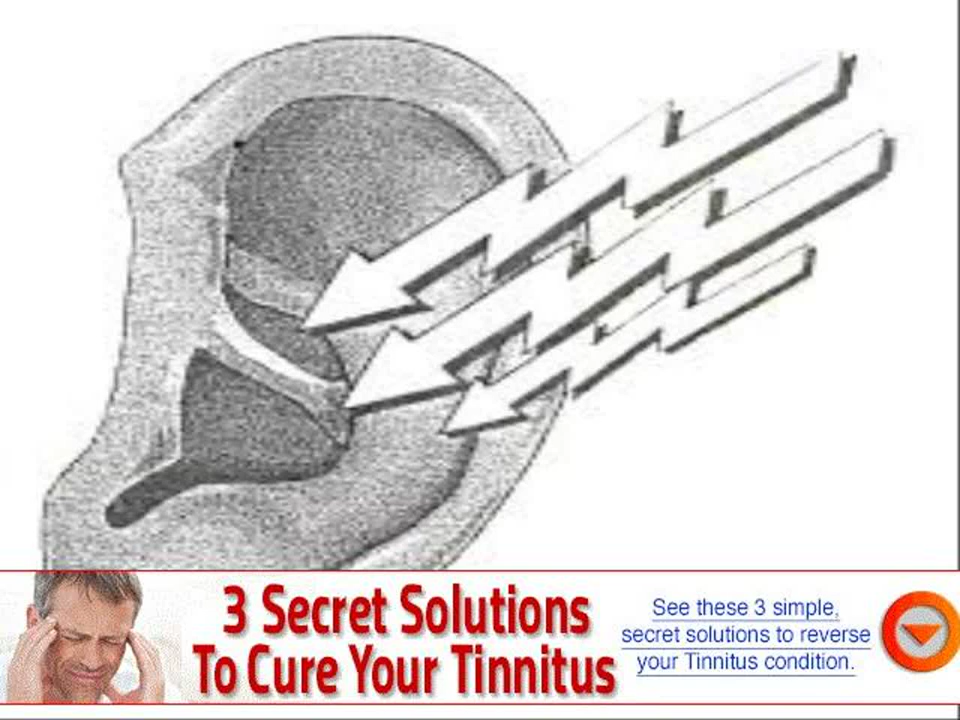 3 Secret Solutions
To Cure Your Tinnitus
See these 3 simple,
secret solutions to reverse
your Tinnitus condition.